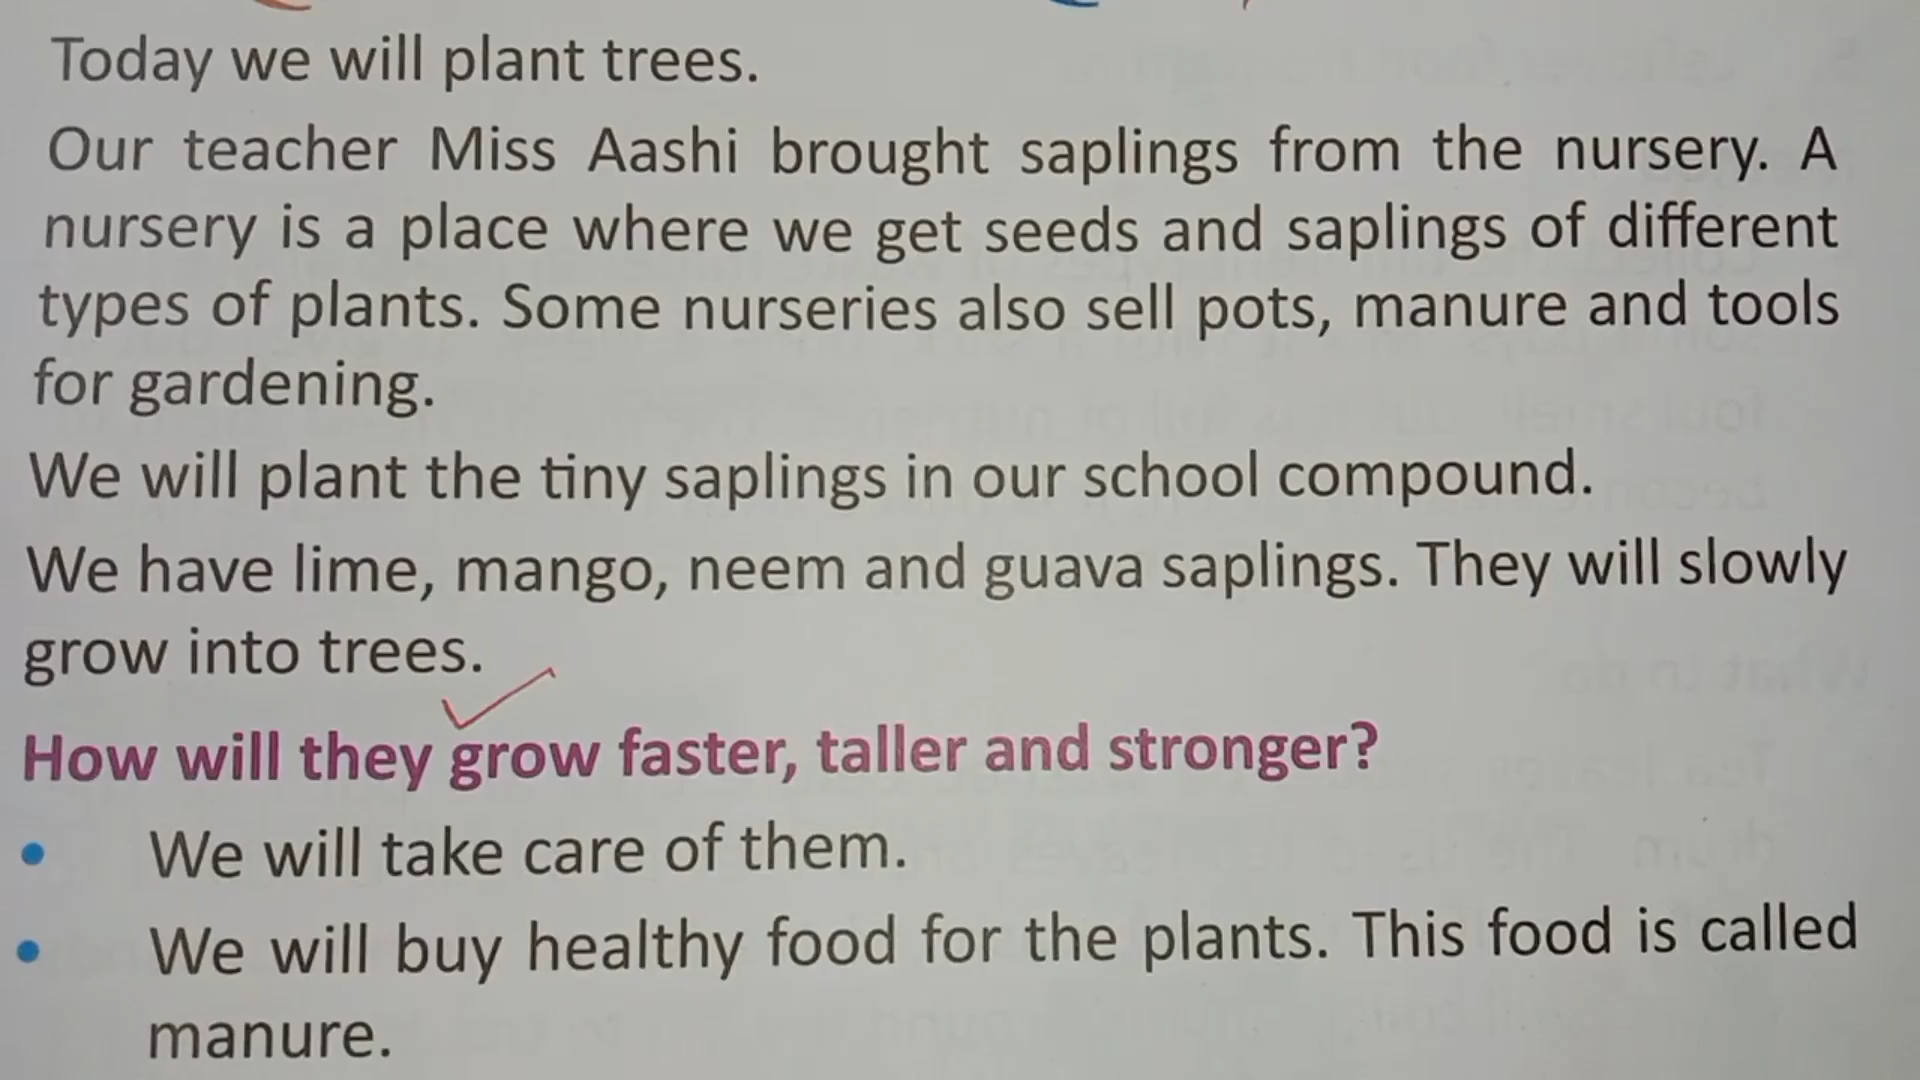 Today we will plant trees.
Our teacher Miss Aashi brought saplings from the nursery. A
nursery is a place where we get seeds and saplings of different
types of plants. Some nurseries also sell pots, manure and tools
for gardening.
We will plant the tiny saplings in our school compound.
We have lime, mango, neem and guava saplings. They will slowly
grow into trees.
How will they grow faster, taller and stronger?
• We will take care of them.
• We will buy healthy food for the plants. This food is called
manure.